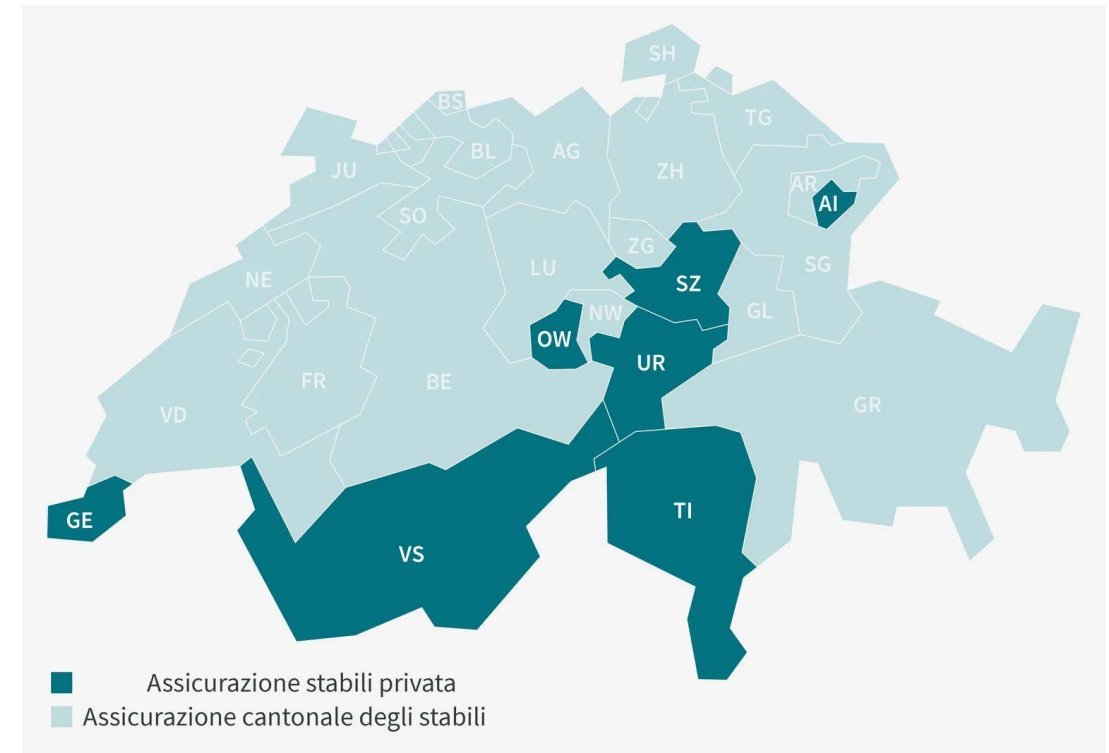 SH
BS
TG
BL
AG
JU
ZH
AR
AI
SO
ZG
NE
LU
SG
SZ
NW
GL
OW
UR
FR
BE
GR
VD
TI
GE
VS
Assicurazione stabili privata
Assicurazione cantonale degli stabili